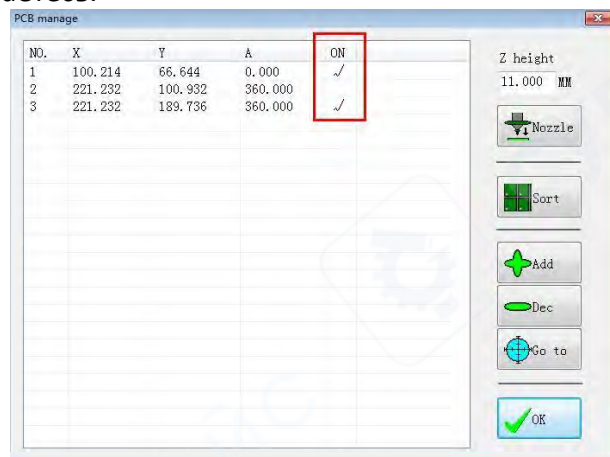 PCB manage
NO. X Y A ON
1 100.214 66.644 0.000 √
2 221.232 100.932 360.000
3 221.232 189.736 360.000 √
Z height
11.000 MM
Nozzle
Sort
Add
Dec
Go to
OK